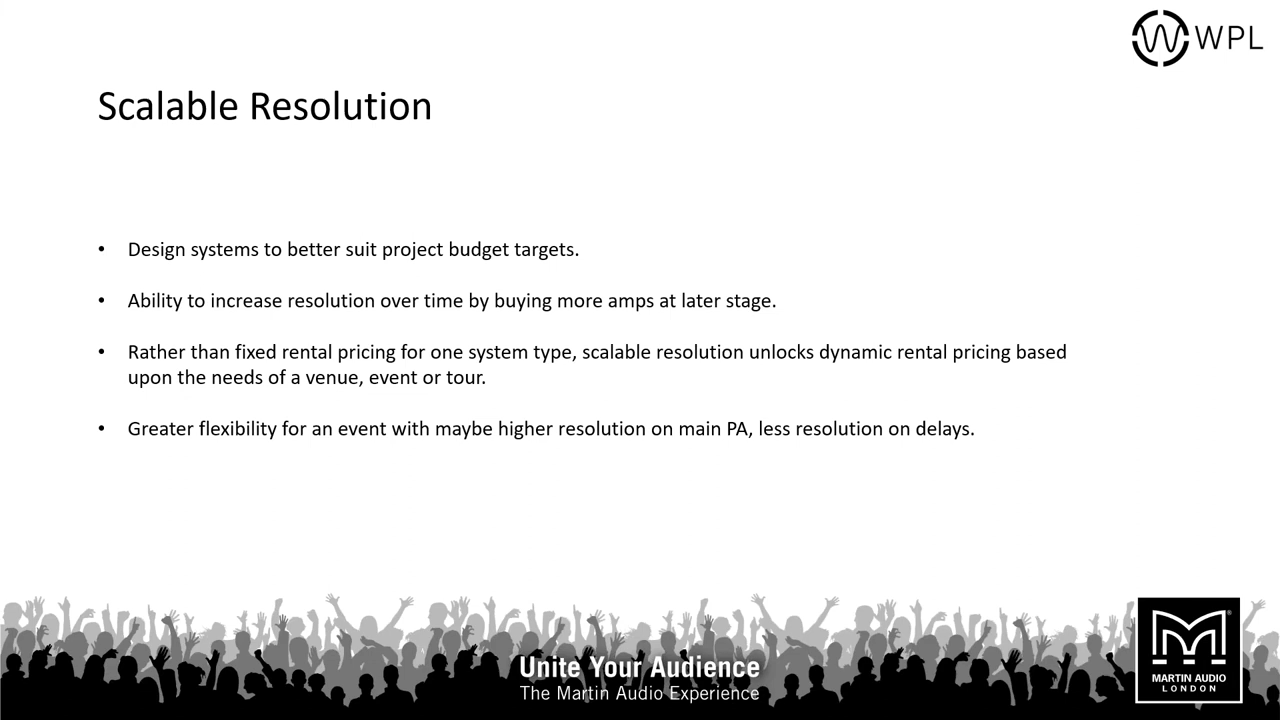 WPL
Scalable Resolution
• Design systems to better suit project budget targets.
• Ability to increase resolution over time by buying more amps at later stage.
• Rather than fixed rental pricing for one system type, scalable resolution unlocks dynamic rental pricing based
upon the needs of a venue, event or tour.
• Greater flexibility for an event with maybe higher resolution on main PA, less resolution on delays.
Unite Your Audience
The Martin Audio Experience
MARTIN AUDIO
LONDON